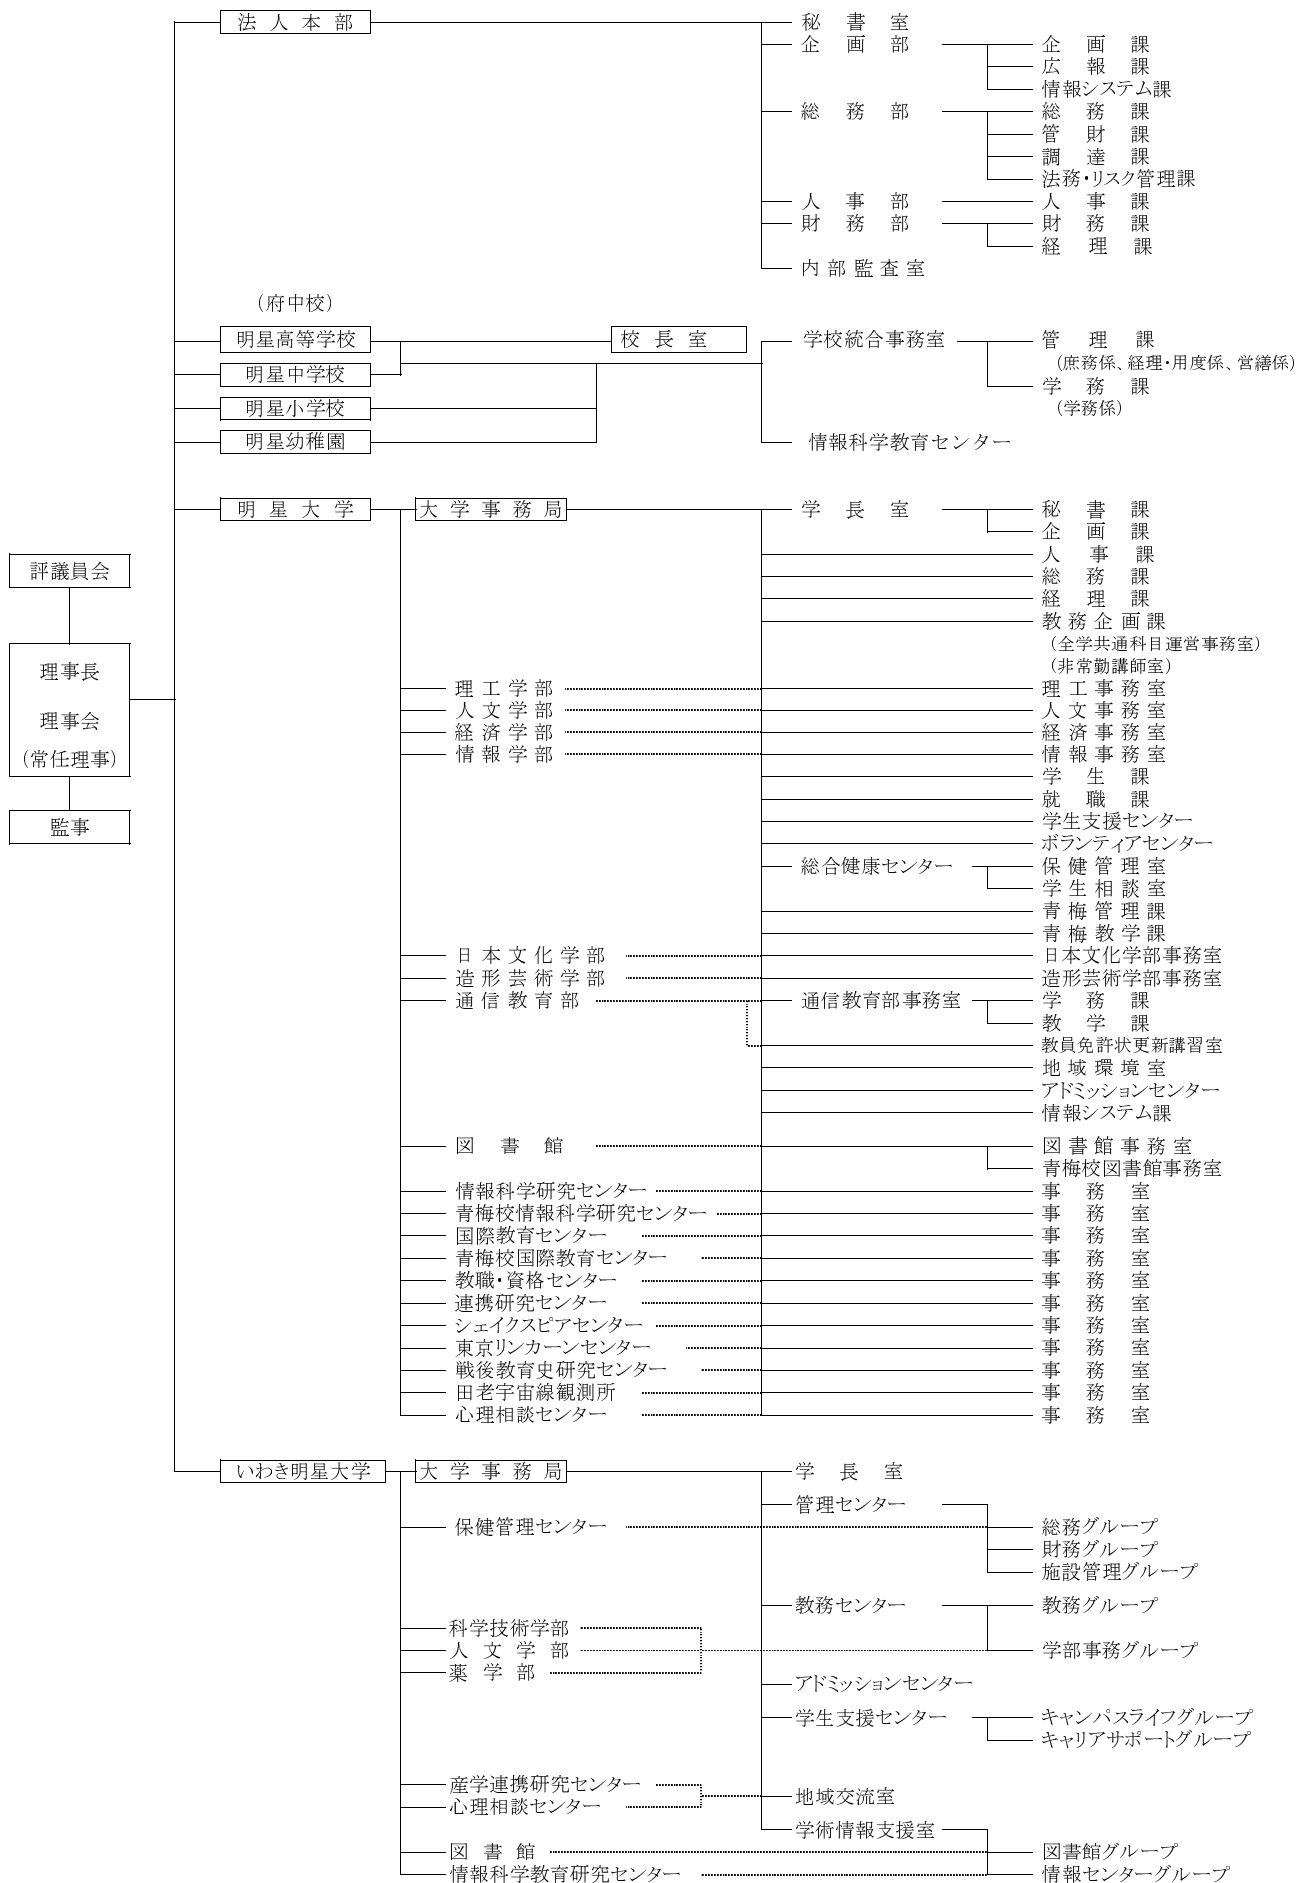 法人本部 秘書室
企画部 企画課
広報課
情報システム課
総務部 総務課
管財課
調達課
法務・リスク管理課
人事部 人事課
財務部 財務課
経理課
内部監査室
（府中校）
明星高等学校 校長室 学校統合事務室 管理課
（庶務係、経理・用度係、営繕係）
明星中学校 学務課
明星小学校 （学務係）
明星幼稚園 情報科学教育センター
明星大学 大学事務局 学長室 秘書課
企画課
人事課
評議員会 総務課
経理課
教務企画課
（全学共通科目運営事務室）
理事長 （非常勤講師室）
理工学部 理工事務室
理事会 人文学部 人文事務室
経済学部 経済事務室
（常任理事） 情報学部 情報事務室
学生課
就職課
監事 学生支援センター
ボランティアセンター
総合健康センター 保健管理室
学生相談室
青梅管理課
青梅教学課
日本文化学部 日本文化学部事務室
造形芸術学部 造形芸術学部事務室
通信教育部 通信教育部事務室 学務課
教学課
教員免許状更新講習室
地域環境室
アドミッションセンター
情報システム課
図書館 図書館事務室
青梅校図書館事務室
情報科学研究センター 事務室
青梅校情報科学研究センター 事務室
国際教育センター 事務室
青梅校国際教育センター 事務室
教職・資格センター 事務室
連携研究センター 事務室
シェイクスピアセンター 事務室
東京リンカーンセンター 事務室
戦後教育史研究センター 事務室
田老宇宙線観測所 事務室
心理相談センター 事務室
いわき明星大学 大学事務局 学長室
管理センター
保健管理センター 総務グループ
財務グループ
施設管理グループ
教務センター 教務グループ
科学技術学部
人文学部 学部事務グループ
薬学部
アドミッションセンター
学生支援センター キャンパスライフグループ
キャリアサポートグループ
産学連携研究センター
地域交流室
心理相談センター
学術情報支援室
図書館 図書館グループ
情報科学教育研究センター 情報センターグループ